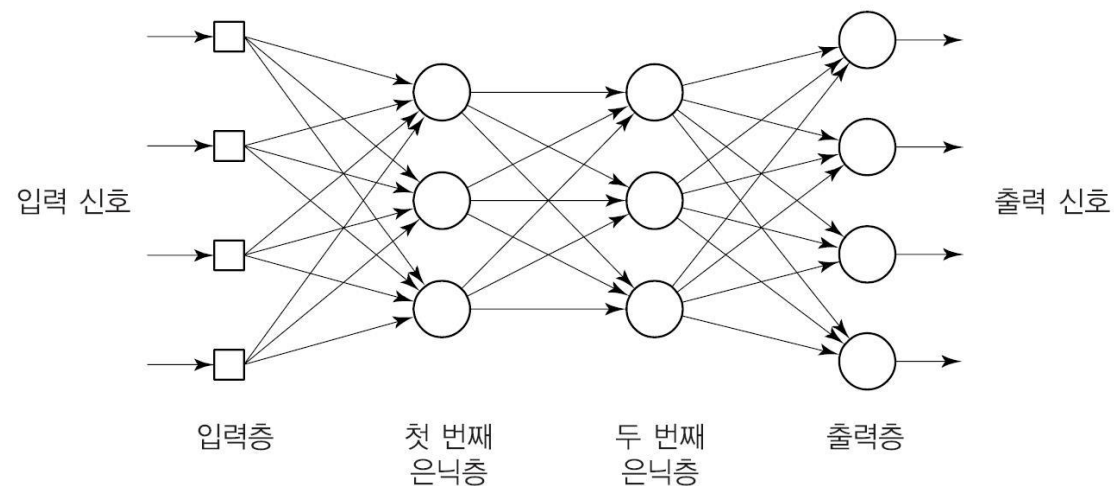 입력 신호
출력 신호
입력층
첫 번째
은닉층
두 번째
은닉층
출력층